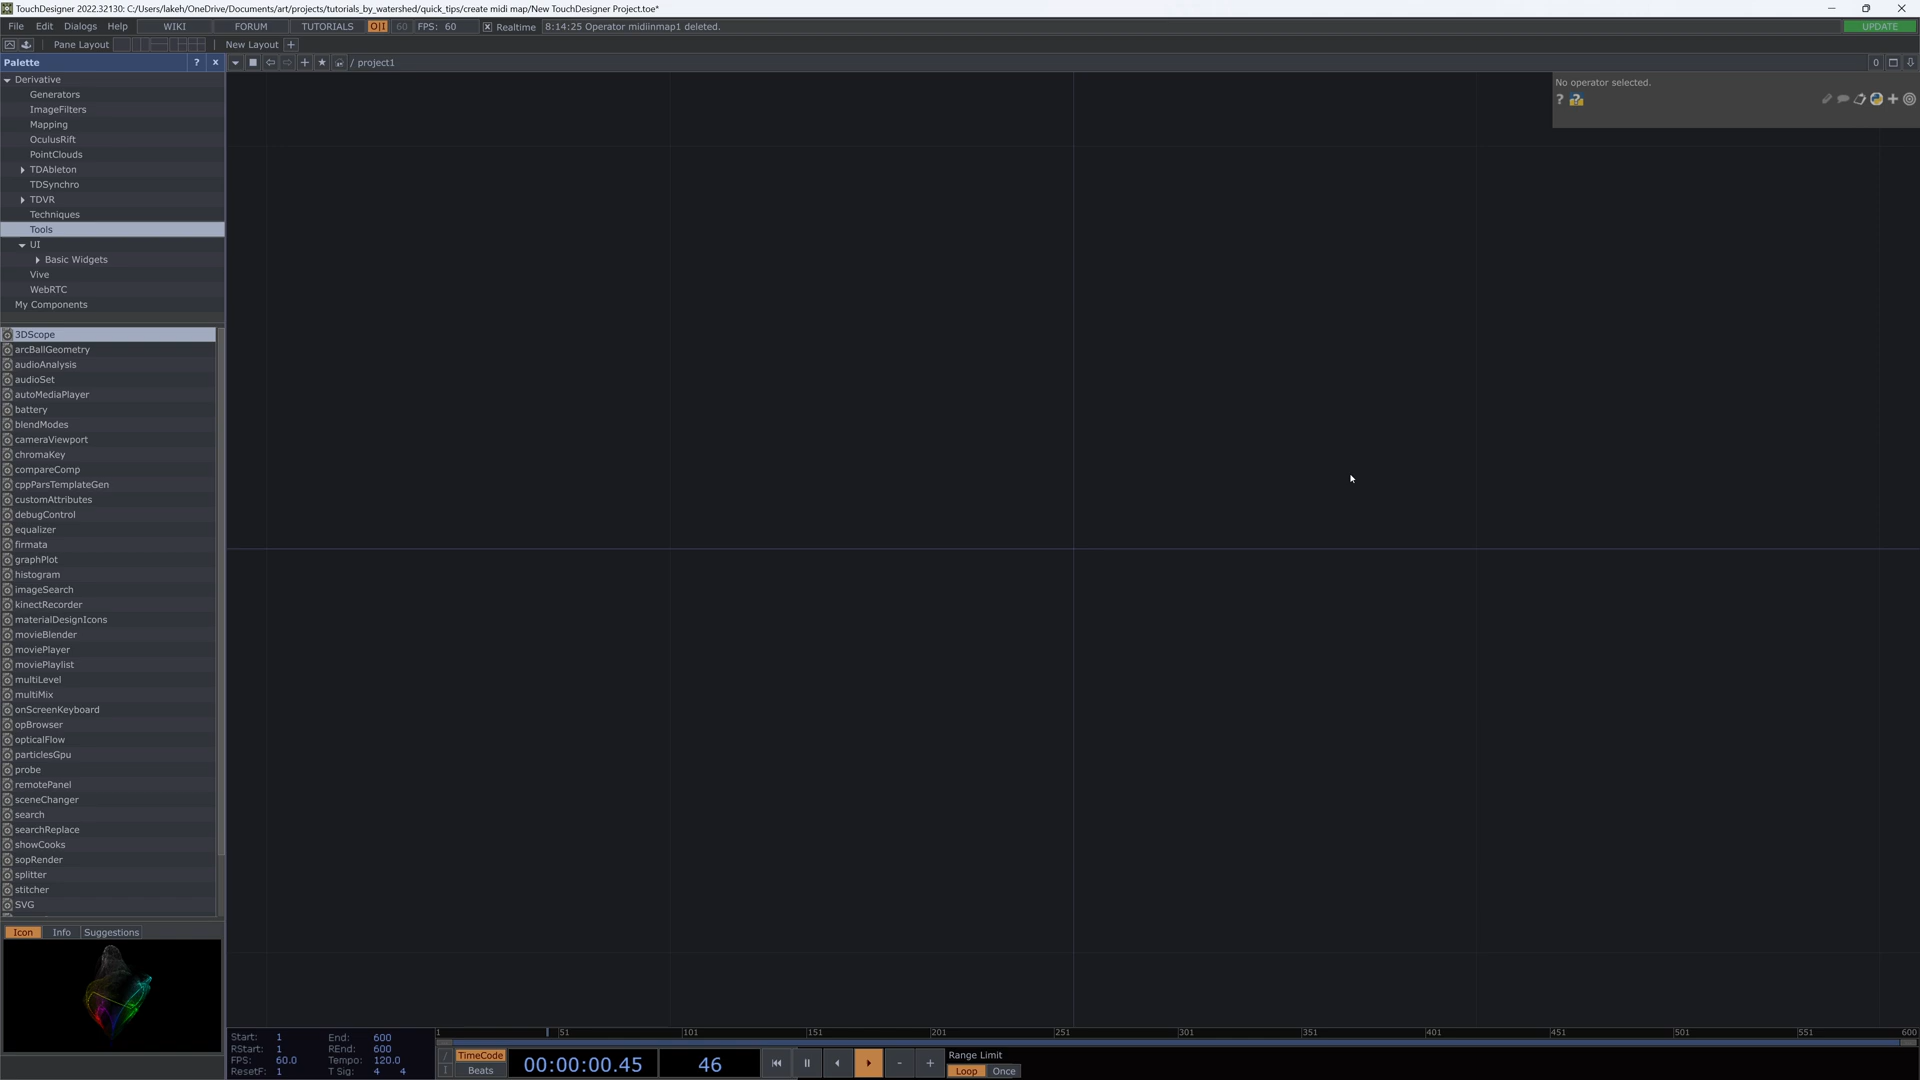 TouchDesigner 2022.32130: C:/Users/lakeh/OneDrive/Documents/art/projects/tutorials_by_watershed/quick_tips/create midi map/New TouchDesigner Project.toe*
File Edit Dialogs Help WIKI FORUM TUTORIALS O|I 60 FPS: 60 Realtime 8:14:25 Operator midiinmap1 deleted. UPDATE
Pane Layout New Layout +
Palette ? x / project1 0
Derivative
Generators
ImageFilters
Mapping
OculusRift
PointClouds
TDAbleton
TDSynchro
TDVR
Techniques
Tools
UI
Basic Widgets
Vive
WebRTC
My Components
No operator selected.
3DScope
arcBallGeometry
audioAnalysis
audioSet
autoMediaPlayer
battery
blendModes
cameraViewport
chromaKey
compareComp
cppParsTemplateGen
customAttributes
debugControl
equalizer
firmata
graphPlot
histogram
imageSearch
kinectRecorder
materialDesignIcons
movieBlender
moviePlayer
moviePlaylist
multiLevel
multiMix
onScreenKeyboard
opBrowser
opticalFlow
particlesGpu
probe
remotePanel
sceneChanger
search
searchReplace
showCooks
sopRender
splitter
stitcher
SVG
Icon Info Suggestions
1 51 101 151 201 251 301 351 401 451 501 551 600
Start: 1 End: 600
RStart: 1 REnd: 600
FPS: 60.0 Tempo: 120.0
ResetF: 1 T Sig: 4 4
TimeCode
Beats
00:00:00.45 46
Range Limit
Loop Once